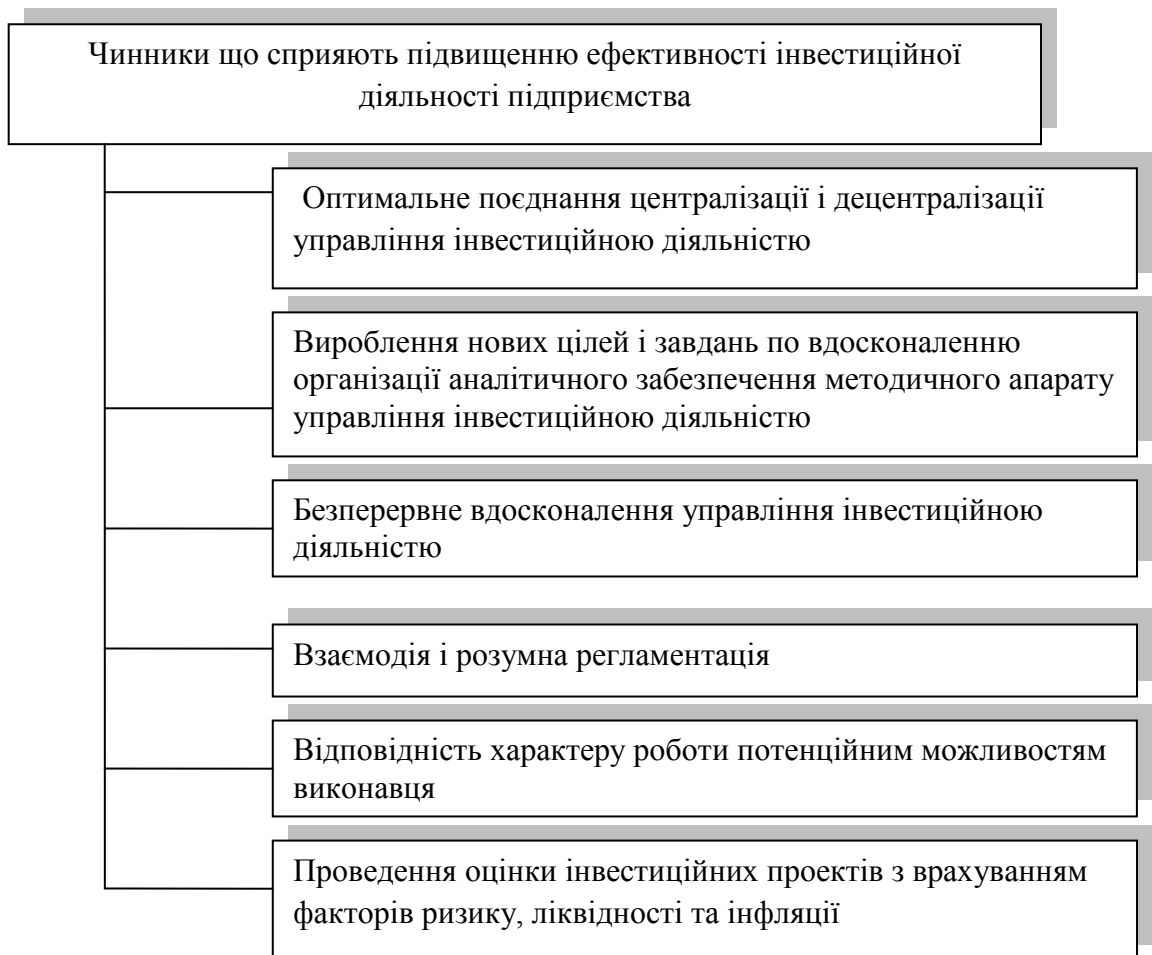 Чинники що сприяють підвищенню ефективності інвестиційної
діяльності підприємства
Оптимальне поєднання централізації і децентралізації
управління інвестиційною діяльністю
Вироблення нових цілей і завдань по вдосконаленню
організації аналітичного забезпечення методичного апарату
управління інвестиційною діяльністю
Безперервне вдосконалення управління інвестиційною
діяльністю
Взаємодія і розумна регламентація
Відповідність характеру роботи потенційним можливостям
виконавця
Проведення оцінки інвестиційних проектів з врахуванням
факторів ризику, ліквідності та інфляції